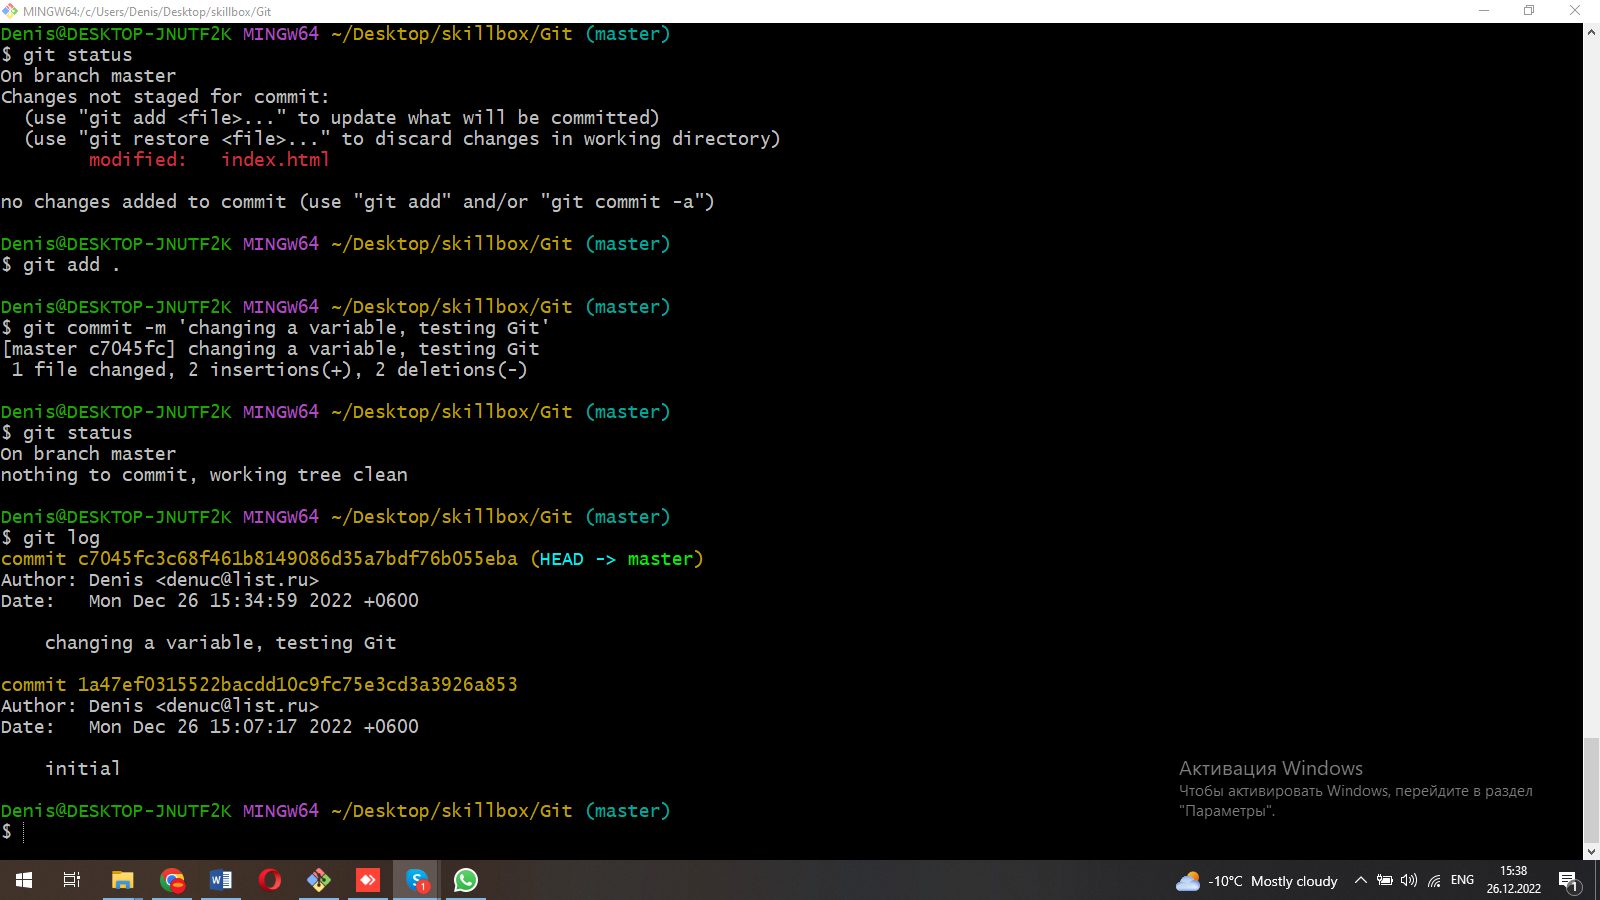 MINGW64:/c/Users/Denis/Desktop/skillbox/Git
Denis@DESKTOP-JNUTF2K MINGW64 ~/Desktop/skillbox/Git (master)
$ git status
On branch master
Changes not staged for commit:
  (use "git add <file>..." to update what will be committed)
  (use "git restore <file>..." to discard changes in working directory)
        modified:   index.html
no changes added to commit (use "git add" and/or "git commit -a")
Denis@DESKTOP-JNUTF2K MINGW64 ~/Desktop/skillbox/Git (master)
$ git add .
Denis@DESKTOP-JNUTF2K MINGW64 ~/Desktop/skillbox/Git (master)
$ git commit -m 'changing a variable, testing Git'
[master c7045fc] changing a variable, testing Git
 1 file changed, 2 insertions(+), 2 deletions(-)
Denis@DESKTOP-JNUTF2K MINGW64 ~/Desktop/skillbox/Git (master)
$ git status
On branch master
nothing to commit, working tree clean
Denis@DESKTOP-JNUTF2K MINGW64 ~/Desktop/skillbox/Git (master)
$ git log
commit c7045fc3c68f461b8149086d35a7bdf76b055eba (HEAD -> master)
Author: Denis <denuc@list.ru>
Date:   Mon Dec 26 15:34:59 2022 +0600
    changing a variable, testing Git
commit 1a47ef0315522bacdd10c9fc75e3cd3a3926a853
Author: Denis <denuc@list.ru>
Date:   Mon Dec 26 15:07:17 2022 +0600
    initial
Denis@DESKTOP-JNUTF2K MINGW64 ~/Desktop/skillbox/Git (master)
$
Активация Windows
Чтобы активировать Windows, перейдите в раздел
"Параметры".
-10°C Mostly cloudy
ENG
15:38
26.12.2022
1
1